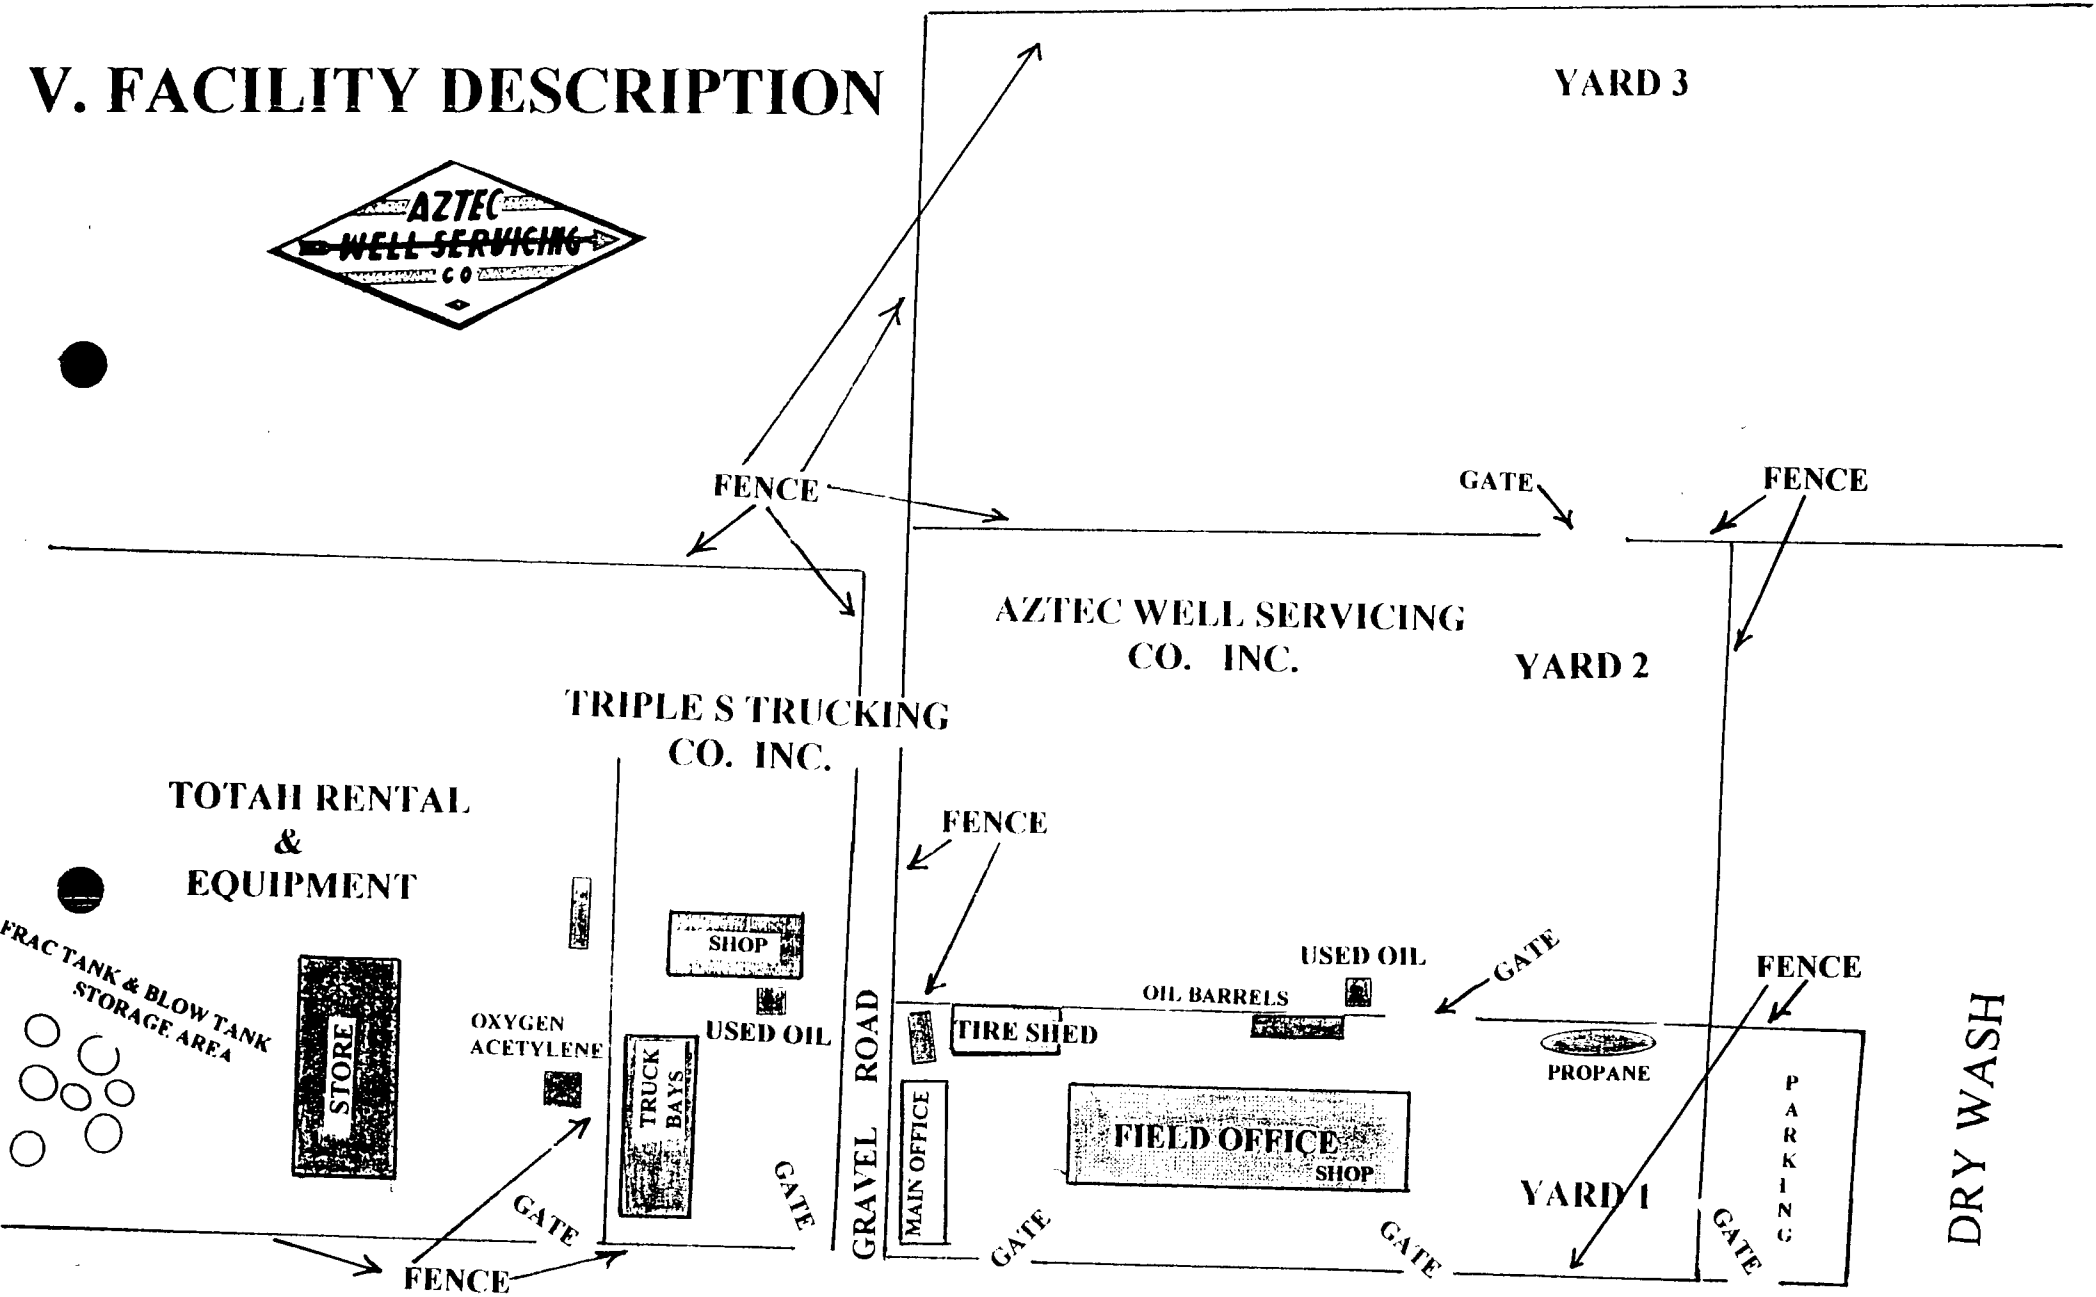 V. FACILITY DESCRIPTION
YARD 3
AZTEC
WELL SERVICING
CO
FENCE
GATE
FENCE
AZTEC WELL SERVICING
CO. INC.
YARD 2
TRIPLE S TRUCKING
CO. INC.
TOTAH RENTAL
&
EQUIPMENT
FENCE
FRAC TANK & BLOW TANK
STORAGE AREA
SHOP
USED OIL
GATE
FENCE
OIL BARRELS
OXYGEN
ACETYLENE
USED OIL
TIRE SHED
STORE
TRUCK
BAYS
GRAVEL ROAD
MAIN OFFICE
FIELD OFFICE
SHOP
PROPANE
PARKING
DRY WASH
YARD 1
GATE
GATE
GATE
GATE
GATE
FENCE